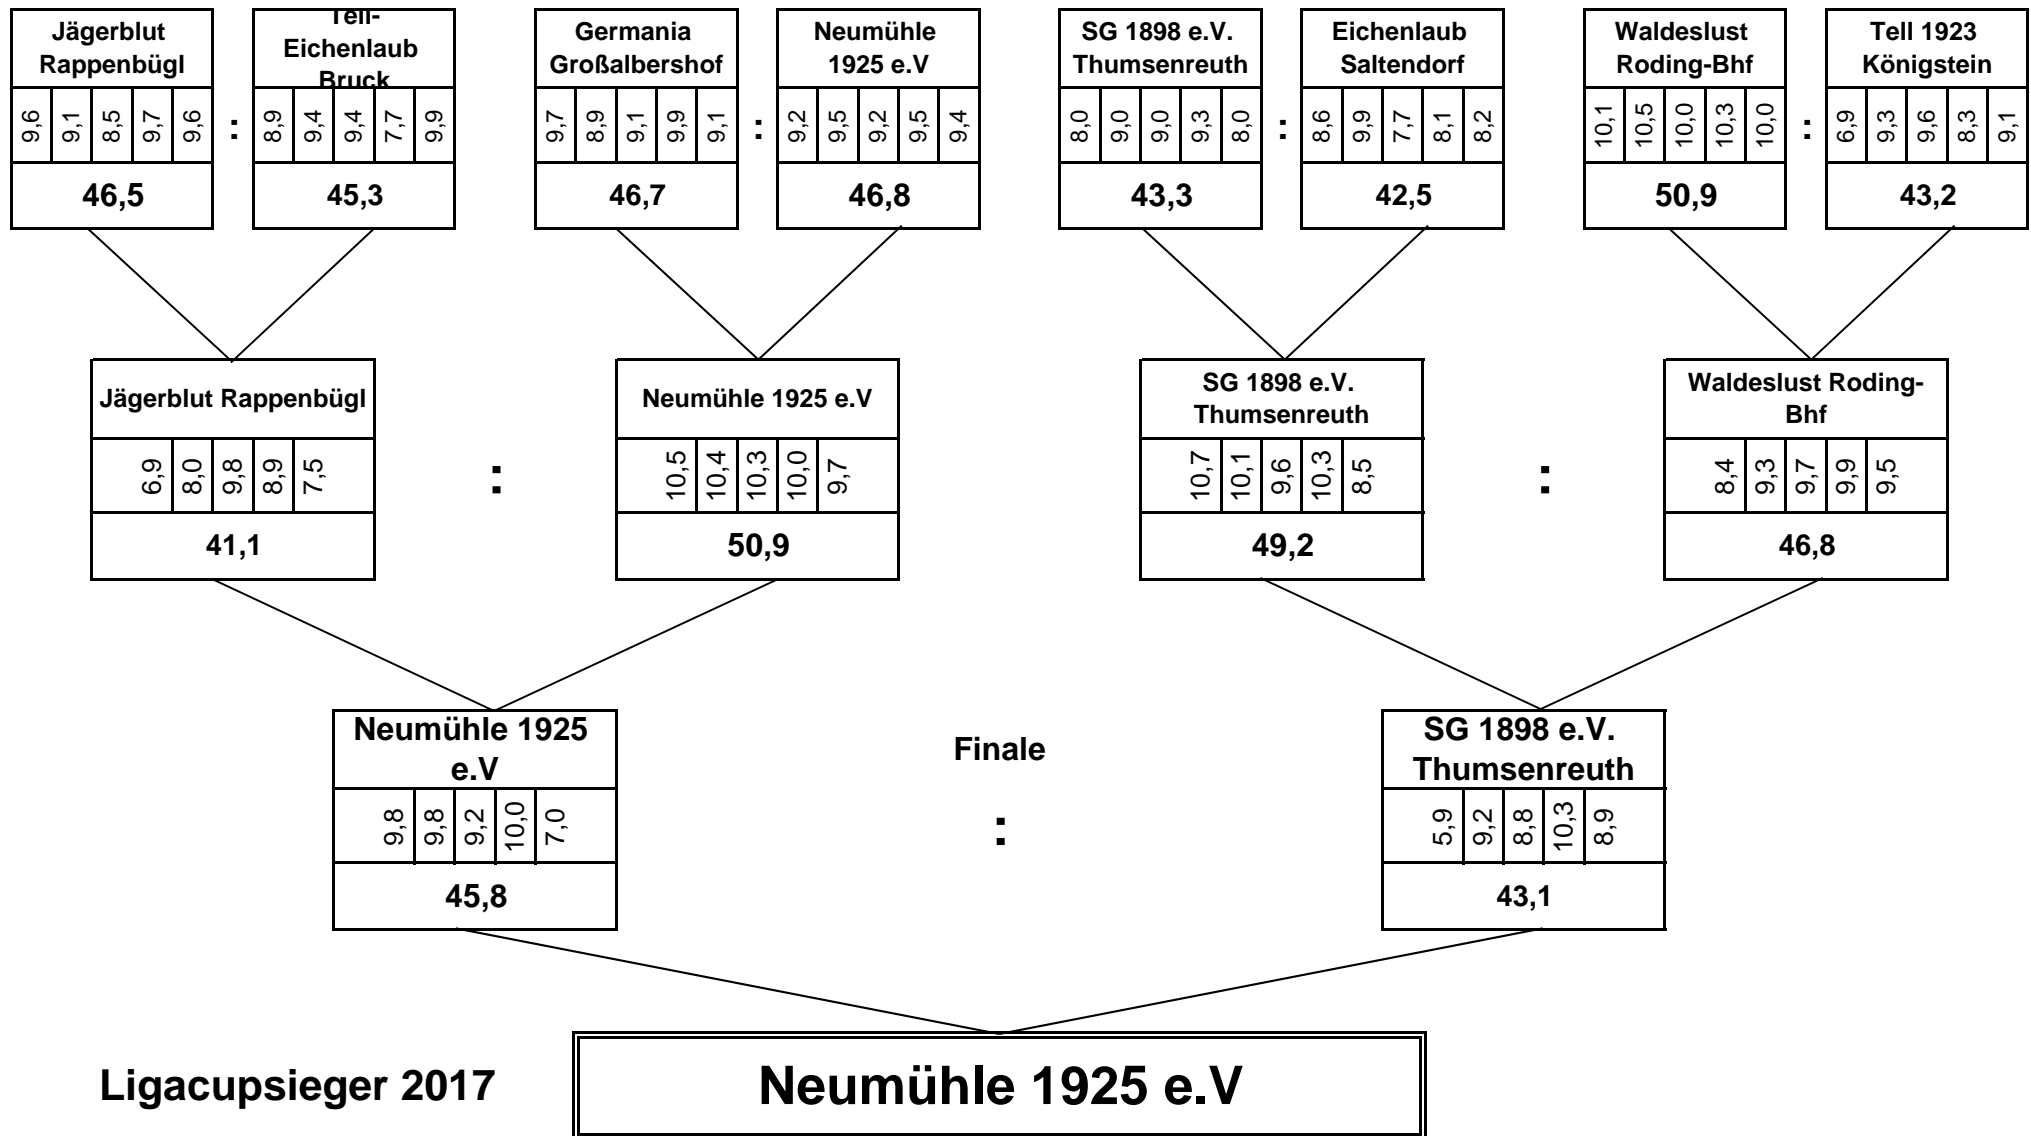 Jägerblut
Rappenbügl
Tell-
Eichenlaub
Bruck
Germania
Großalbershof
Neumühle
1925 e.V
SG 1898 e.V.
Thumsenreuth
Eichenlaub
Saltendorf
Waldeslust
Roding-Bhf
Tell 1923
Königstein
9,6 9,1 8,5 9,7 9,6 : 8,9 9,4 9,4 7,7 9,9
9,7 8,9 9,1 9,9 9,1 : 9,2 9,5 9,2 9,5 9,4
8,0 9,0 9,0 9,3 8,0 : 8,6 9,9 7,7 8,1 8,2
10,1 10,5 10,0 10,3 10,0 : 6,9 9,3 9,6 8,3 9,1
46,5 45,3 46,7 46,8 43,3 42,5 50,9 43,2
Jägerblut Rappenbügl
Neumühle 1925 e.V
SG 1898 e.V.
Thumsenreuth
Waldeslust Roding-
Bhf
6,9 8,0 9,8 8,9 7,5 : 10,5 10,4 10,3 10,0 9,7
10,7 10,1 9,6 10,3 8,5 : 8,4 9,3 9,7 9,9 9,5
41,1 50,9 49,2 46,8
Neumühle 1925
e.V
Finale
SG 1898 e.V.
Thumsenreuth
9,8 9,8 9,2 10,0 7,0 : 5,9 9,2 8,8 10,3 8,9
45,8 43,1
Ligacupsieger 2017
Neumühle 1925 e.V